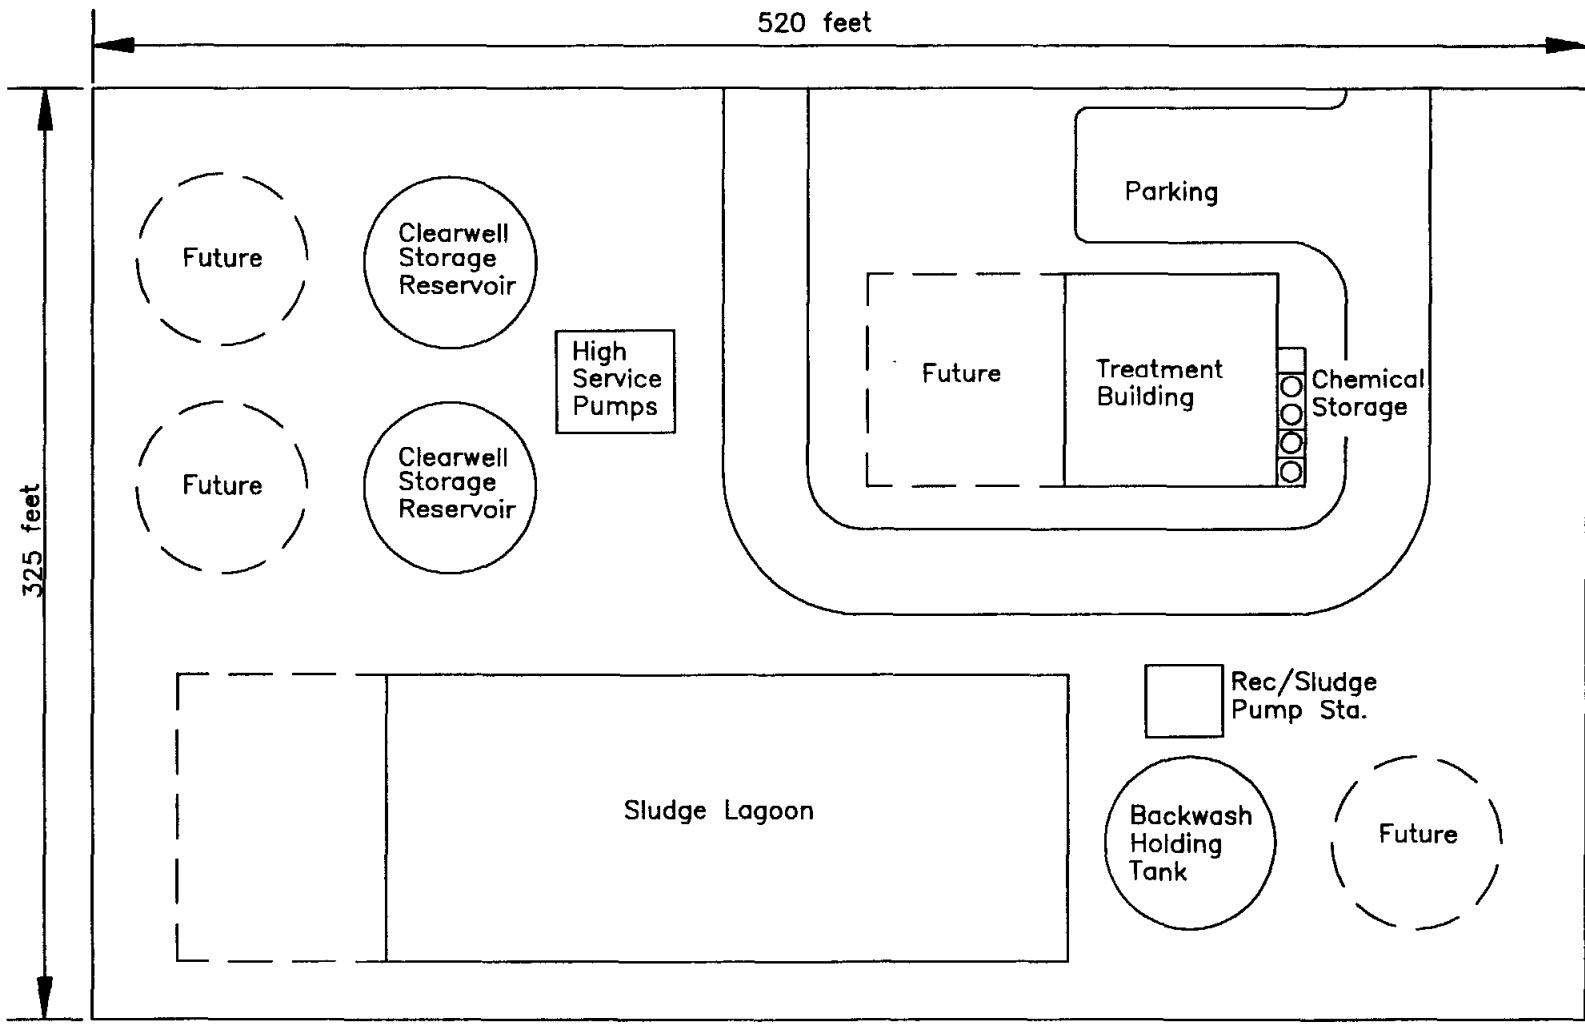 520 feet
325 feet
Parking
Future
Clearwell
Storage
Reservoir
High
Service
Pumps
Future
Treatment
Building
Chemical
Storage
Future
Clearwell
Storage
Reservoir
Rec/Sludge
Pump Sta.
Sludge Lagoon
Backwash
Holding
Tank
Future